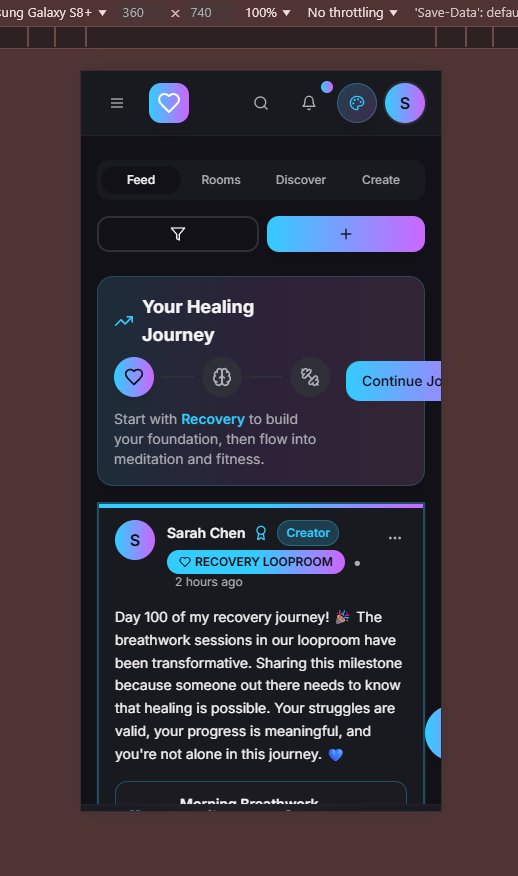 sung Galaxy S8+ ▼ 360 × 740 100% ▼ No throttling ▼ 'Save-Data': defau
S
Feed Rooms Discover Create
+
Your Healing
Journey
Continue Jo
Start with Recovery to build
your foundation, then flow into
meditation and fitness.
S
Sarah Chen Creator ...
RECOVERY LOOPROOM •
2 hours ago
Day 100 of my recovery journey! 🎉 The
breathwork sessions in our looproom have
been transformative. Sharing this milestone
because someone out there needs to know
that healing is possible. Your struggles are
valid, your progress is meaningful, and
you're not alone in this journey. 💙
Morning Breathwork